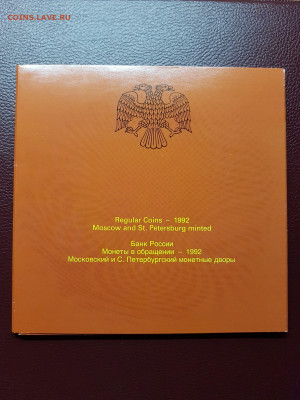 COINS.LAVE.RU
Regular Coins – 1992
Moscow and St. Petersburg minted
Банк России
Монеты в обращении – 1992
Московский и С. Петербургский монетные дворы